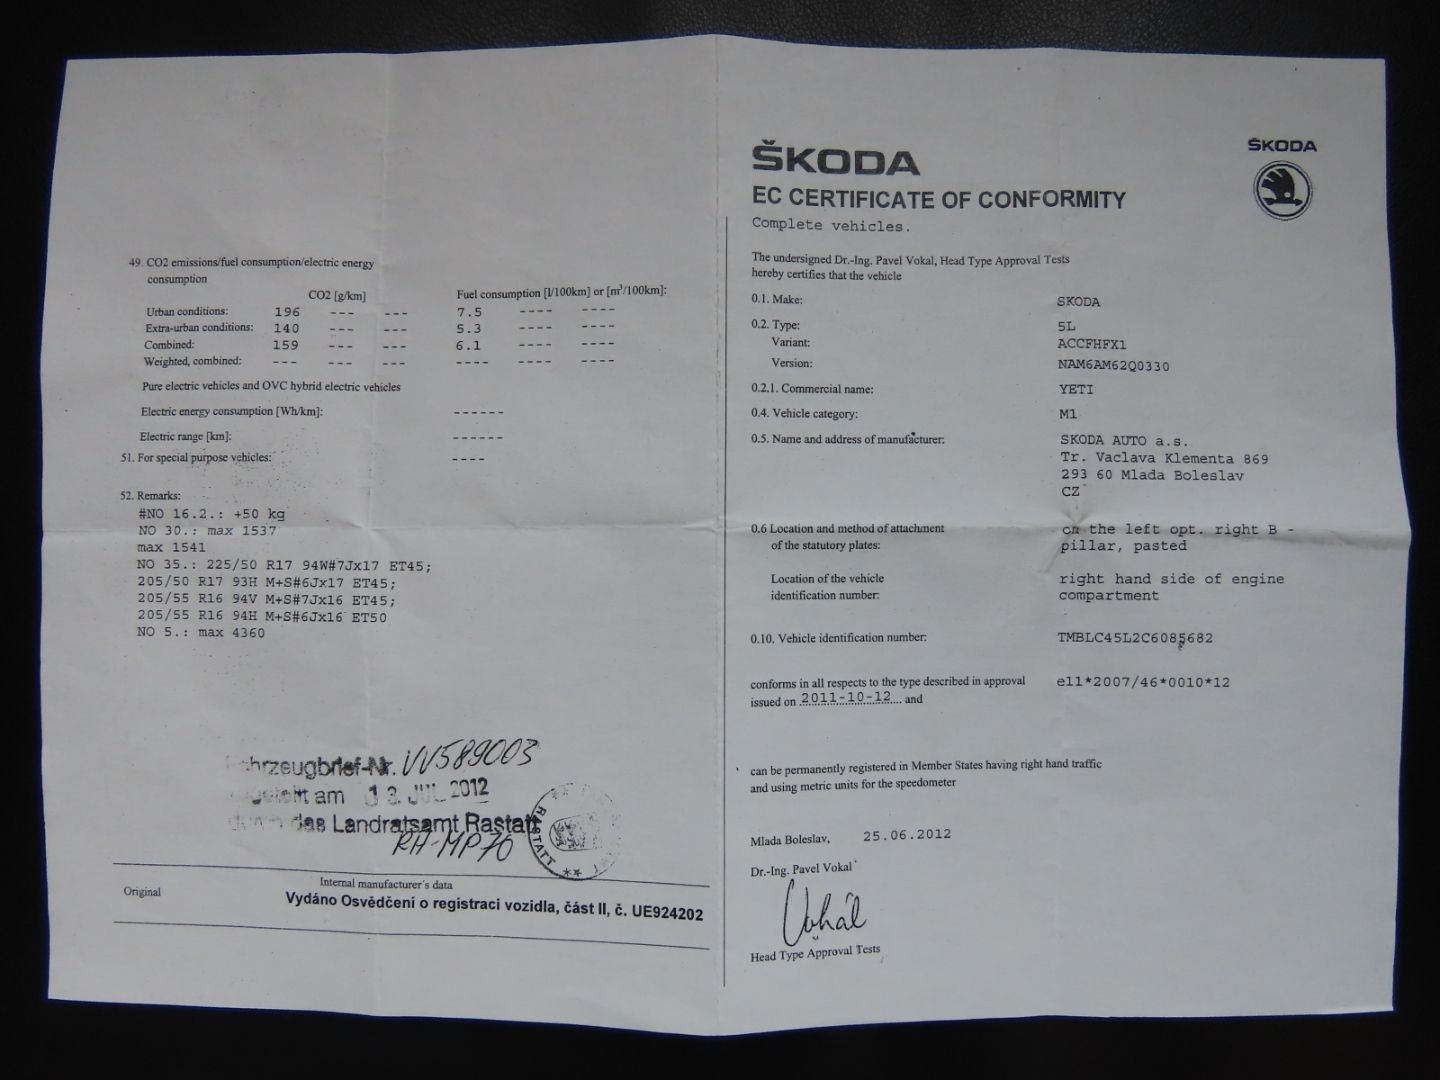 49. CO2 emissions/fuel consumption/electric energy
consumption
CO2 [g/km] Fuel consumption [l/100km] or [m³/100km]:
Urban conditions: 196 --- --- 7.5 ---- ----
Extra-urban conditions: 140 --- --- 5.3 ---- ----
Combined: 159 --- --- 6.1 ---- ----
Weighted, combined: --- --- --- ---- ---- ----
Pure electric vehicles and OVC hybrid electric vehicles
Electric energy consumption [Wh/km]: ------
Electric range [km]: ------
51. For special purpose vehicles: ----
52. Remarks:
#NO 16.2.: +50 kg
NO 30.: max 1537
max 1541
NO 35.: 225/50 R17 94W#7Jx17 ET45;
205/50 R17 93H M+S#6Jx17 ET45;
205/55 R16 94V M+S#7Jx16 ET45;
205/55 R16 94H M+S#6Jx16 ET50
NO 5.: max 4360
Fahrzeugbrief-Nr. VV589003
am 13. JUL. 2012
durch das Landratsamt Rastatt
RA-MP70
RASTATT
Original
Internal manufacturer's data
Vydáno Osvědčení o registraci vozidla, část II, č. UE924202
ŠKODA
EC CERTIFICATE OF CONFORMITY
Complete vehicles.
ŠKODA
The undersigned Dr.-Ing. Pavel Vokal, Head Type Approval Tests
hereby certifies that the vehicle
0.1. Make: SKODA
0.2. Type: 5L
Variant: ACCFHFX1
Version: NAM6AM62Q0330
0.2.1. Commercial name: YETI
0.4. Vehicle category: M1
0.5. Name and address of manufacturer: SKODA AUTO a.s.
Tr. Vaclava Klementa 869
293 60 Mlada Boleslav
CZ
0.6 Location and method of attachment on the left opt. right B -
of the statutory plates: pillar, pasted
Location of the vehicle right hand side of engine
identification number: compartment
0.10. Vehicle identification number: TMBLC45L2C6085682
conforms in all respects to the type described in approval e11*2007/46*0010*12
issued on 2011-10-12 and
can be permanently registered in Member States having right hand traffic
and using metric units for the speedometer
Mlada Boleslav, 25.06.2012
Dr.-Ing. Pavel Vokal
Vokál
Head Type Approval Tests